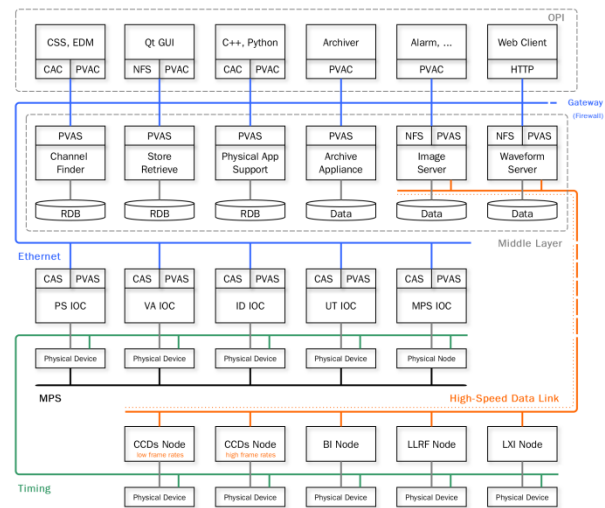 OPI
CSS, EDM
Qt GUI
C++, Python
Archiver
Alarm, ...
Web Client
CAC PVAC
NFS PVAC
CAC PVAC
PVAC
PVAC
HTTP
Gateway
(Firewall)
PVAS
PVAS
PVAS
PVAS
NFS PVAS
NFS PVAS
Channel
Finder
Store
Retrieve
Physical App
Support
Archive
Appliance
Image
Server
Waveform
Server
RDB
RDB
RDB
Data
Data
Data
Middle Layer
Ethernet
CAS PVAS
CAS PVAS
CAS PVAS
CAS PVAS
CAS PVAS
PS IOC
VA IOC
ID IOC
UT IOC
MPS IOC
Physical Device
Physical Device
Physical Device
Physical Device
Physical Node
MPS
High-Speed Data Link
CCDs Node
low frame rates
CCDs Node
high frame rates
BI Node
LLRF Node
LXI Node
Timing
Physical Device
Physical Device
Physical Device
Physical Device
Physical Device